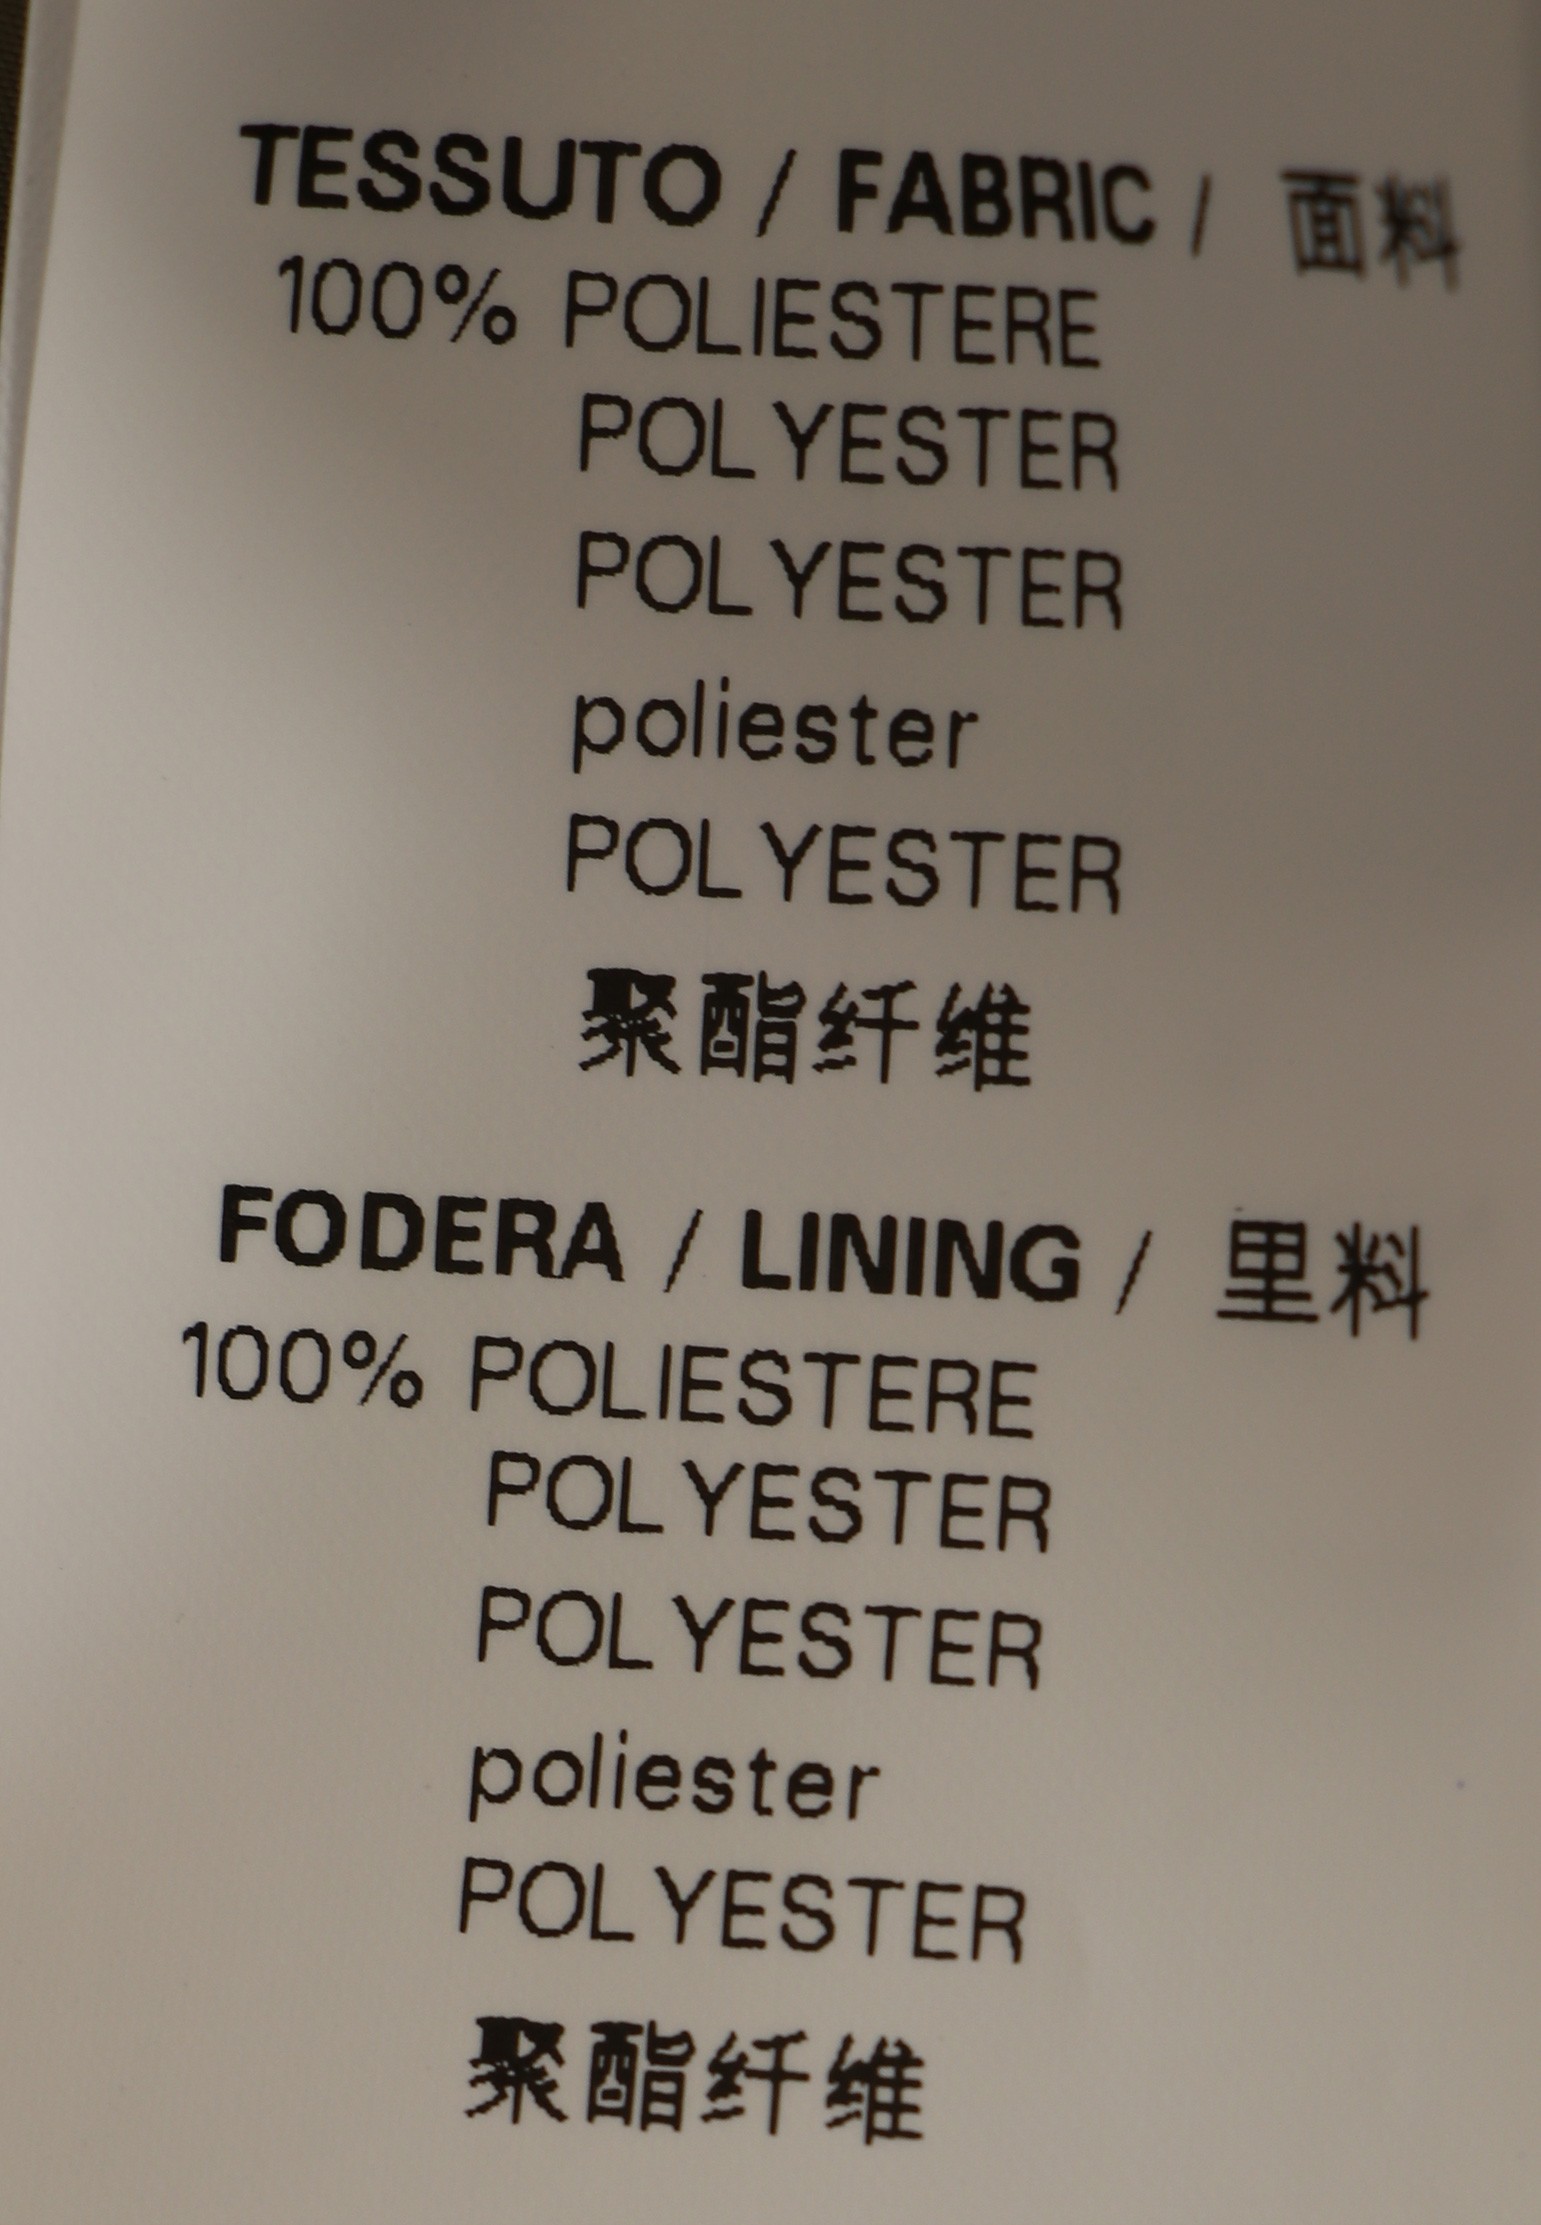 TESSUTO / FABRIC / 面料
100% POLIESTERE
POLYESTER
POLYESTER
poliester
POLYESTER
聚酯纤维
FODERA / LINING / 里料
100% POLIESTERE
POLYESTER
POLYESTER
poliester
POLYESTER
聚酯纤维